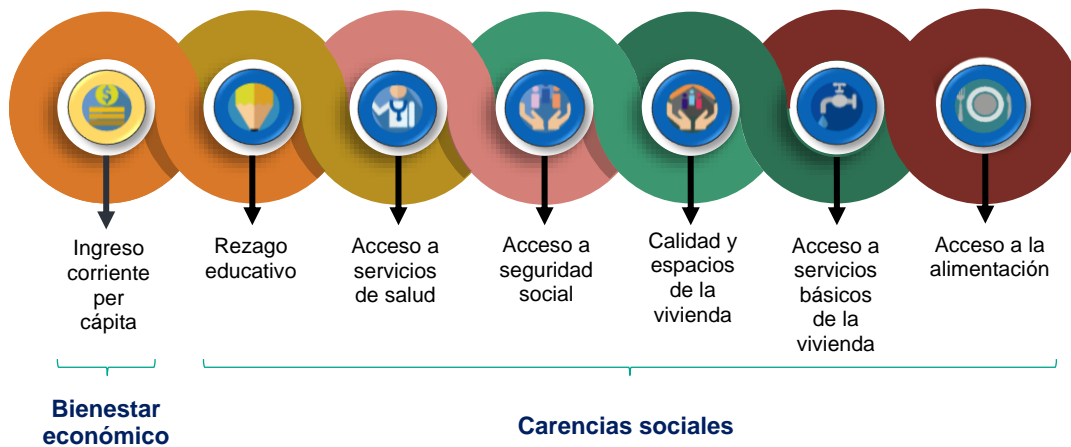 Ingreso
corriente
per
cápita
Rezago
educativo
Acceso a
servicios
de salud
Acceso a
seguridad
social
Calidad y
espacios
de la
vivienda
Acceso a
servicios
básicos
de la
vivienda
Acceso a la
alimentación
Bienestar
económico
Carencias sociales